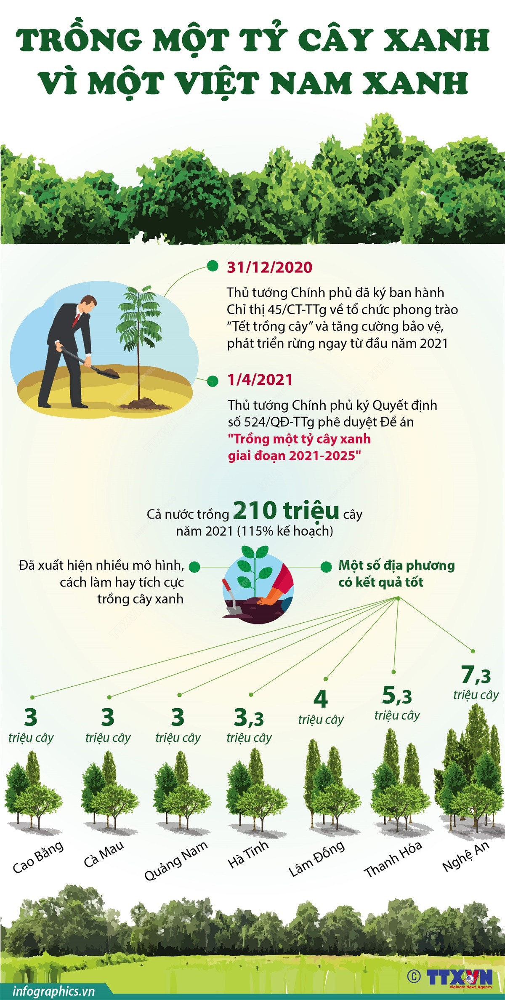 TRỒNG MỘT TỶ CÂY XANH
VÌ MỘT VIỆT NAM XANH
31/12/2020
Thủ tướng Chính phủ đã ký ban hành
Chỉ thị 45/CT-TTg về tổ chức phong trào
“Tết trồng cây” và tăng cường bảo vệ,
phát triển rừng ngay từ đầu năm 2021
1/4/2021
Thủ tướng Chính phủ ký Quyết định
số 524/QĐ-TTg phê duyệt Đề án
"Trồng một tỷ cây xanh
giai đoạn 2021-2025"
Cả nước trồng 210 triệu cây
năm 2021 (115% kế hoạch)
Đã xuất hiện nhiều mô hình,
cách làm hay tích cực
trồng cây xanh
Một số địa phương
có kết quả tốt
3
triệu cây
Cao Bằng
3
triệu cây
Cà Mau
3
triệu cây
Quảng Nam
3,3
triệu cây
Hà Tĩnh
4
triệu cây
Lâm Đồng
5,3
triệu cây
Thanh Hóa
7,3
triệu cây
Nghệ An
© TTXVN
Vietnam News Agency
infographics.vn